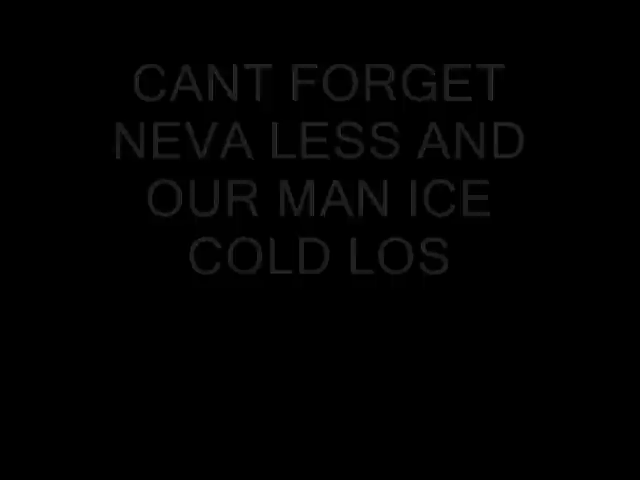 CANT FORGET
NEVA LESS AND
OUR MAN ICE
COLD LOS